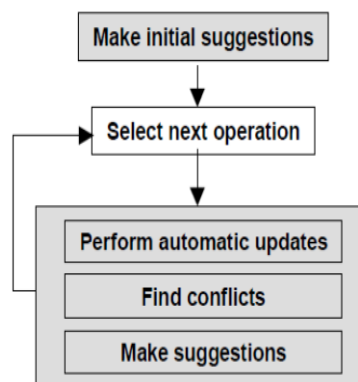 Make initial suggestions
Select next operation
Perform automatic updates
Find conflicts
Make suggestions